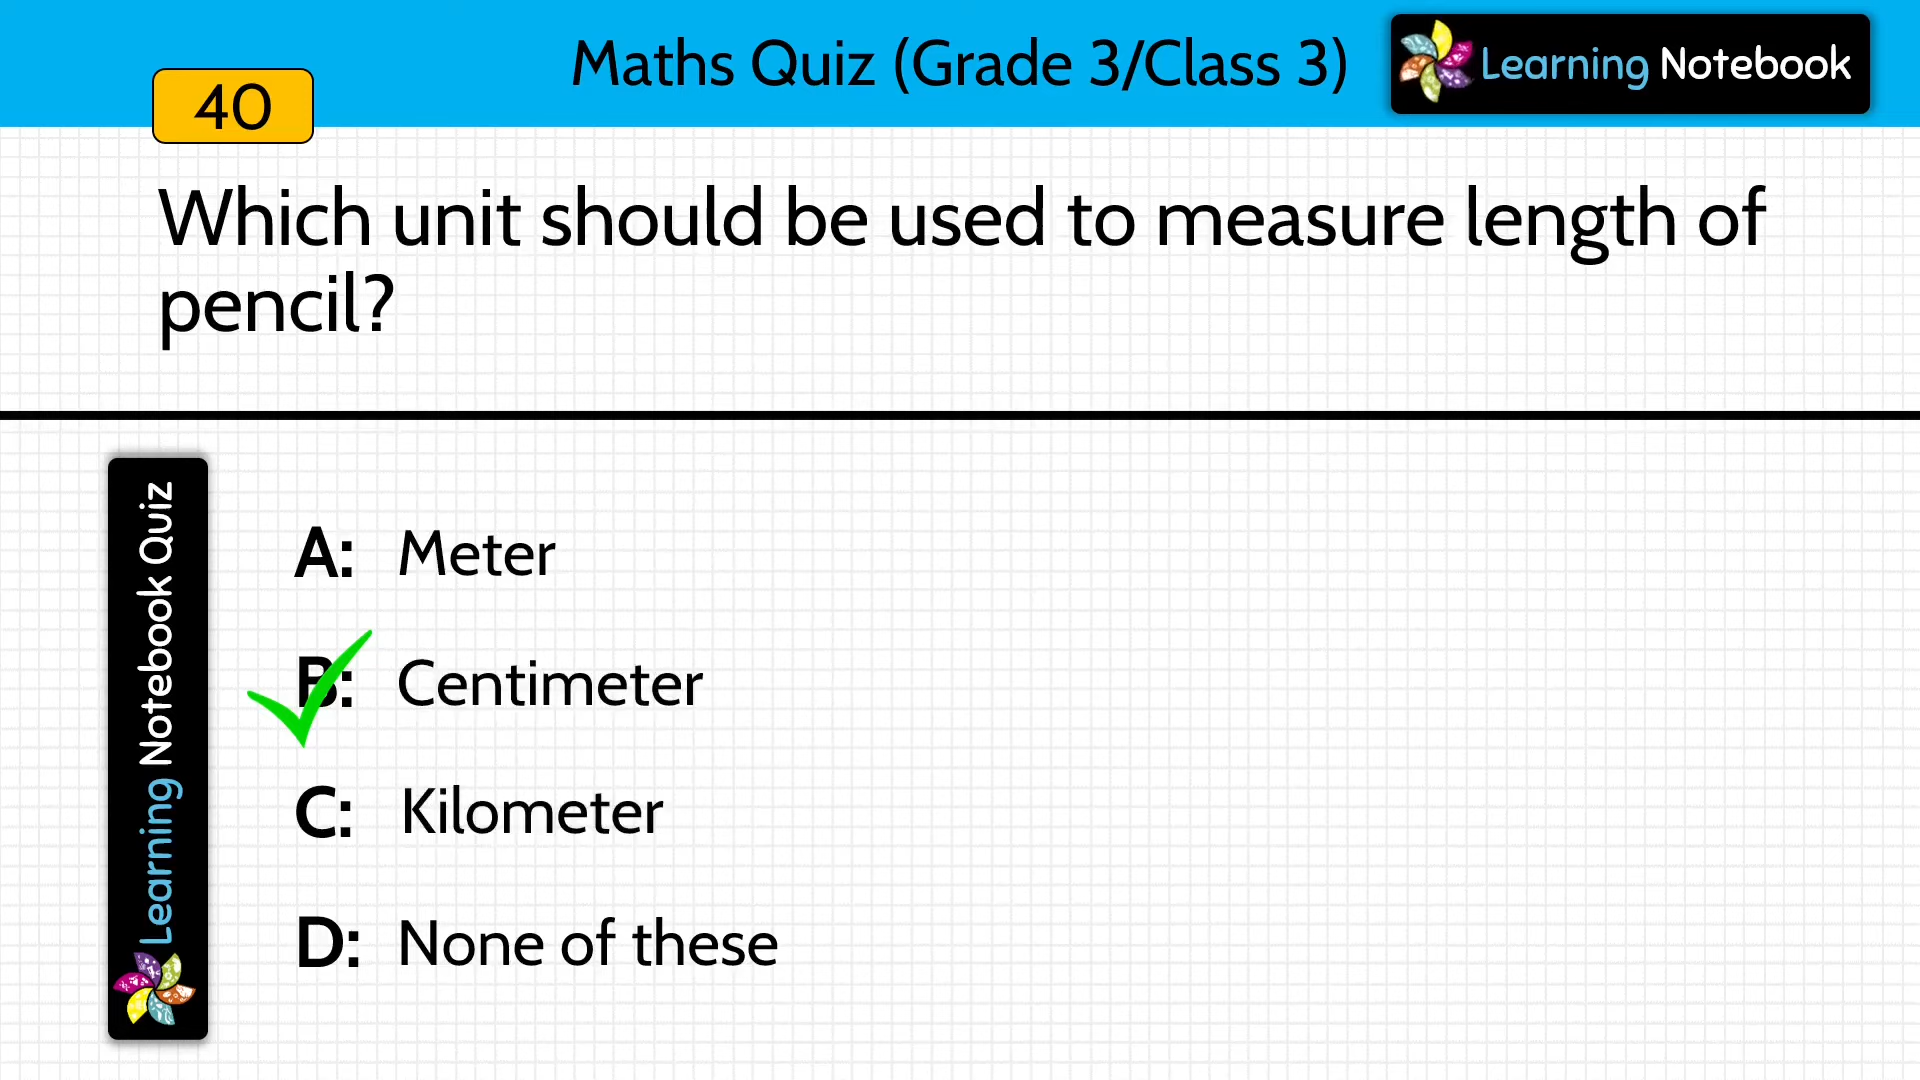 Maths Quiz (Grade 3/Class 3)
Learning Notebook
40
Which unit should be used to measure length of
pencil?
Learning Notebook Quiz
A: Meter
B: Centimeter
C: Kilometer
D: None of these